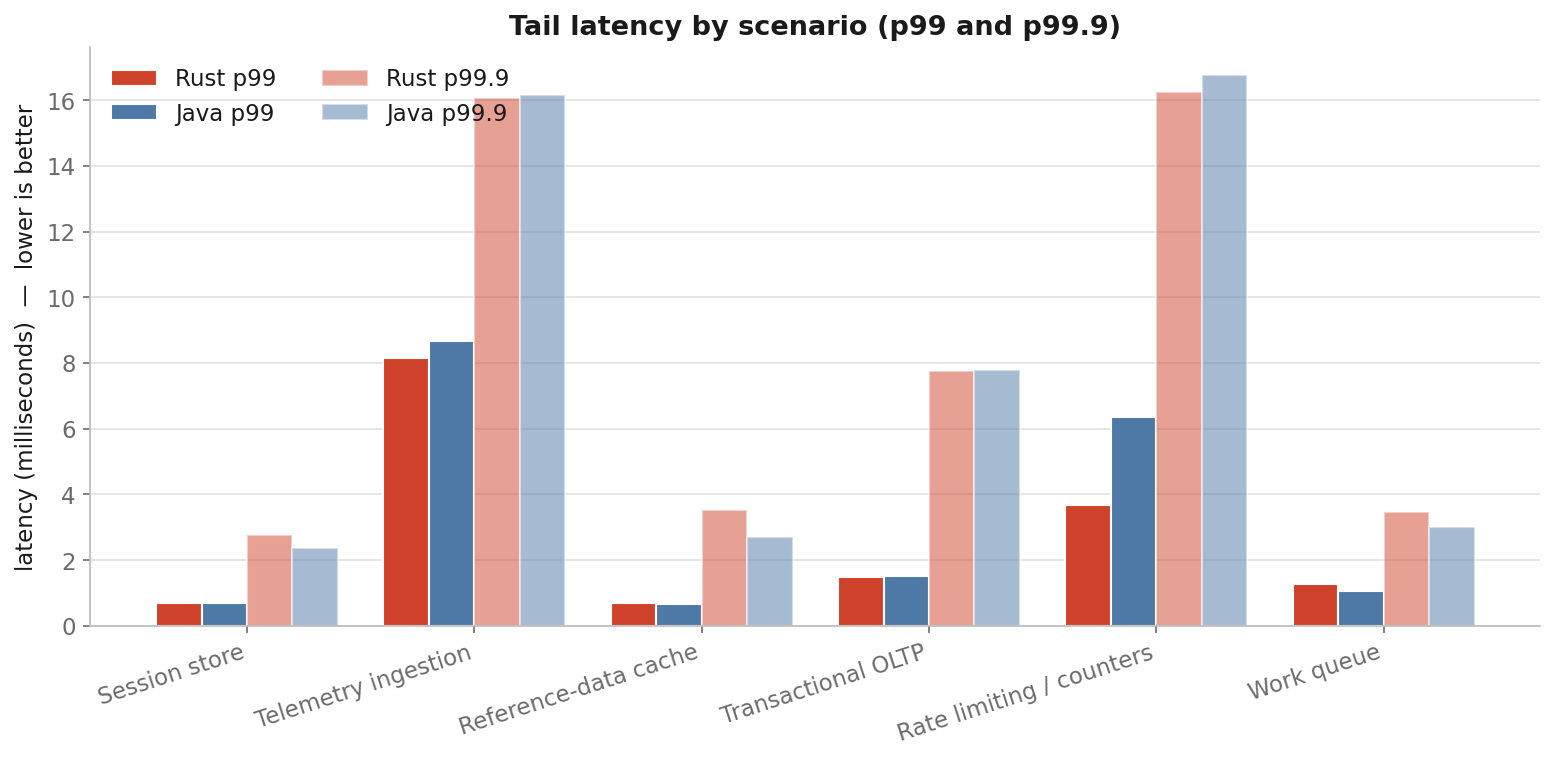 Tail latency by scenario (p99 and p99.9)
Rust p99
Java p99
Rust p99.9
Java p99.9
latency (milliseconds) — lower is better
16
14
12
10
8
6
4
2
0
Session store
Telemetry ingestion
Reference-data cache
Transactional OLTP
Rate limiting / counters
Work queue